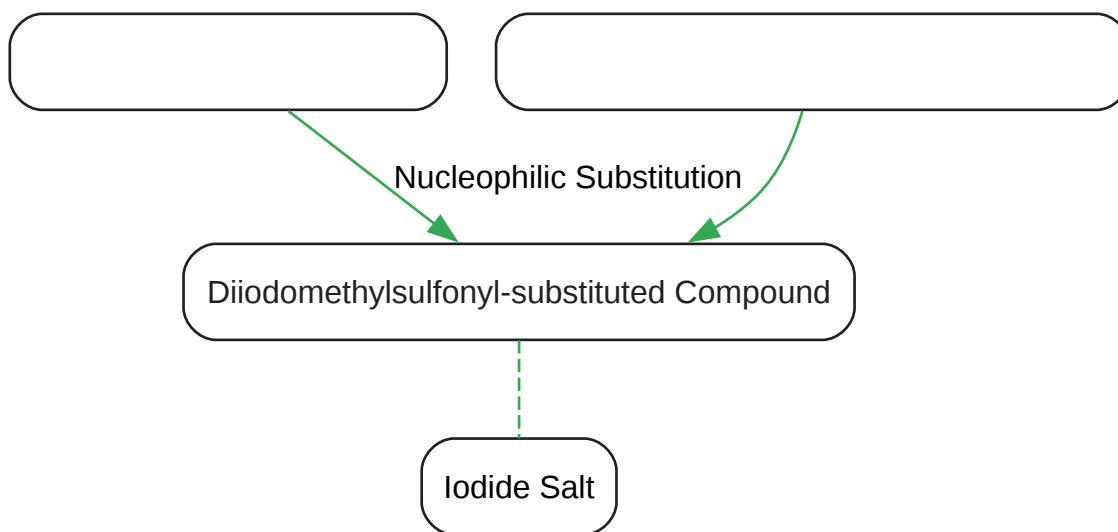 Nucleophilic Substitution
Diiodomethylsulfonyl-substituted Compound
Iodide Salt